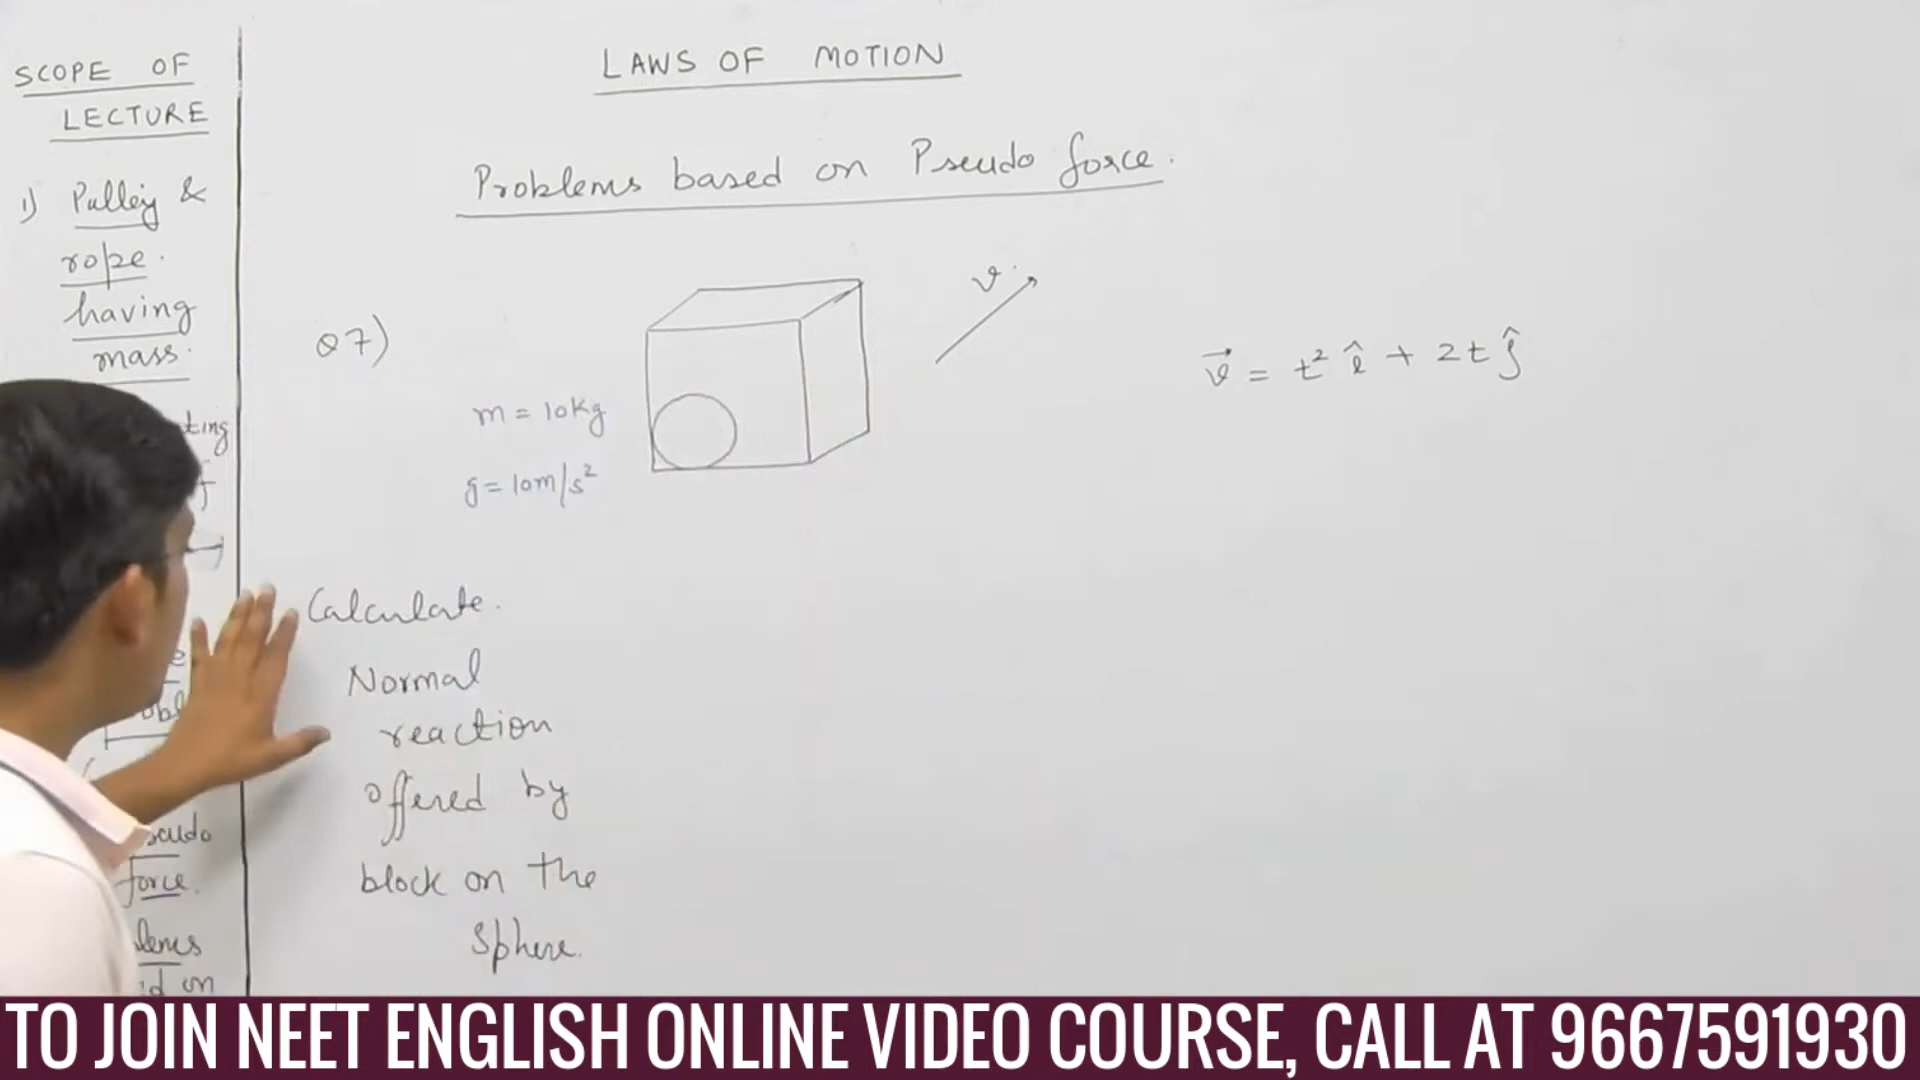 SCOPE OF
LECTURE
1) Pulley &
rope.
having
mass.
force.
LAWS OF MOTION
Problems based on Pseudo force.
Q7)
m = 10kg
g = 10m/s²
v
v⃗ = t² î + 2t ĵ
Calculate.
Normal
reaction
offered by
block on the
sphere.
TO JOIN NEET ENGLISH ONLINE VIDEO COURSE, CALL AT 9667591930